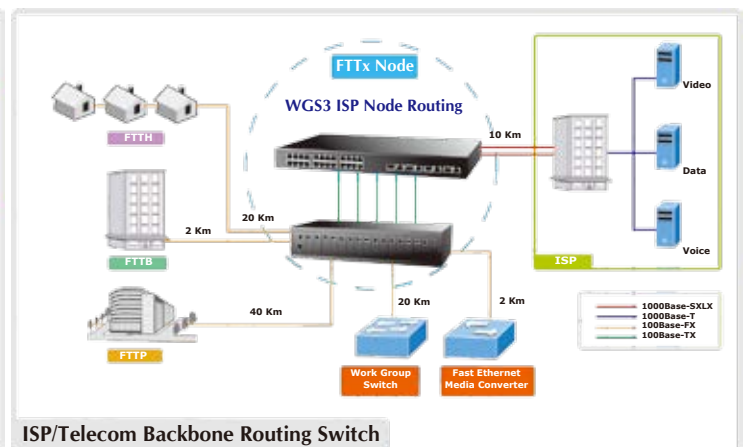 FTTx Node
WGS3 ISP Node Routing
10 Km
Video
Data
Voice
ISP
FTTH
20 Km
2 Km
FTTB
40 Km
FTTP
20 Km
2 Km
Work Group
Switch
Fast Ethernet
Media Converter
1000Base-SXLX
1000Base-T
100Base-FX
100Base-TX
ISP/Telecom Backbone Routing Switch